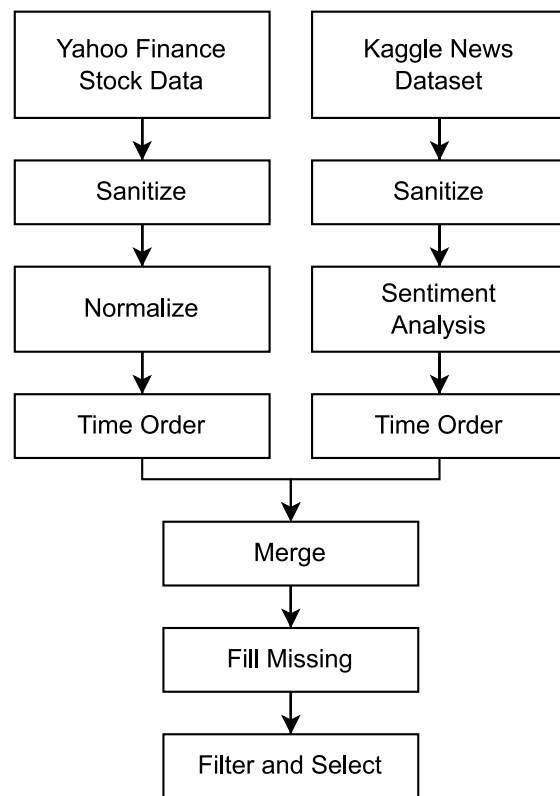 Yahoo Finance
Stock Data
Kaggle News
Dataset
Sanitize
Sanitize
Normalize
Sentiment
Analysis
Time Order
Time Order
Merge
Fill Missing
Filter and Select